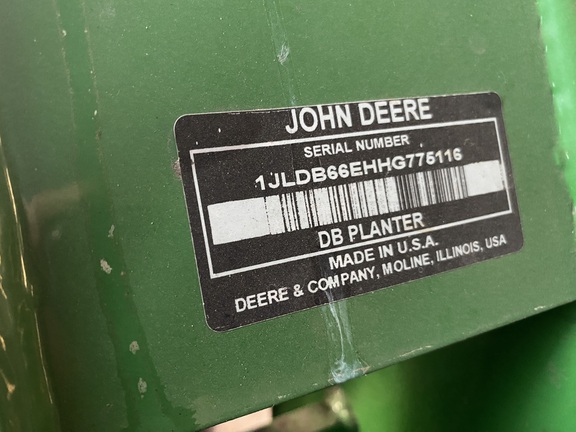 JOHN DEERE
SERIAL NUMBER
1JLDB66EHHG775116
DB PLANTER
MADE IN U.S.A.
DEERE & COMPANY, MOLINE, ILLINOIS, USA